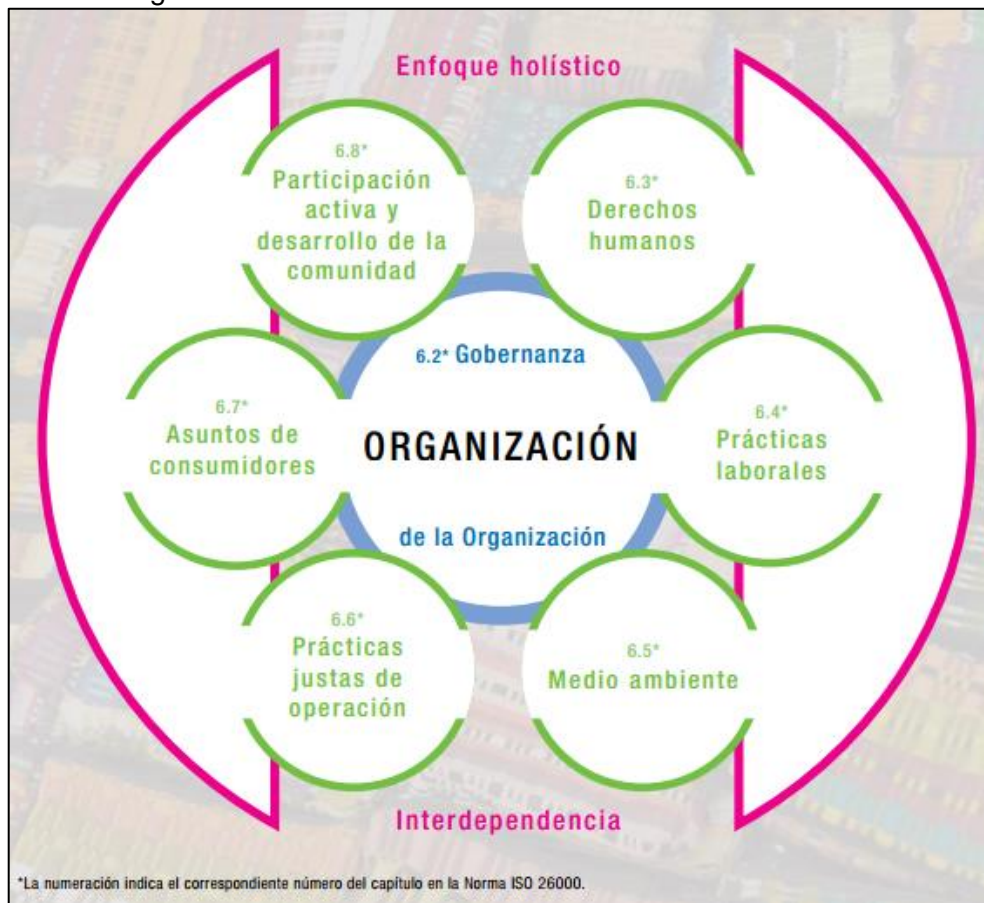 Enfoque holístico
6.8*
Participación
activa y
desarrollo de la
comunidad
6.3*
Derechos
humanos
6.2* Gobernanza
ORGANIZACIÓN
de la Organización
6.7*
Asuntos de
consumidores
6.4*
Prácticas
laborales
6.6*
Prácticas
justas de
operación
6.5*
Medio ambiente
Interdependencia
*La numeración indica el correspondiente número del capítulo en la Norma ISO 26000.